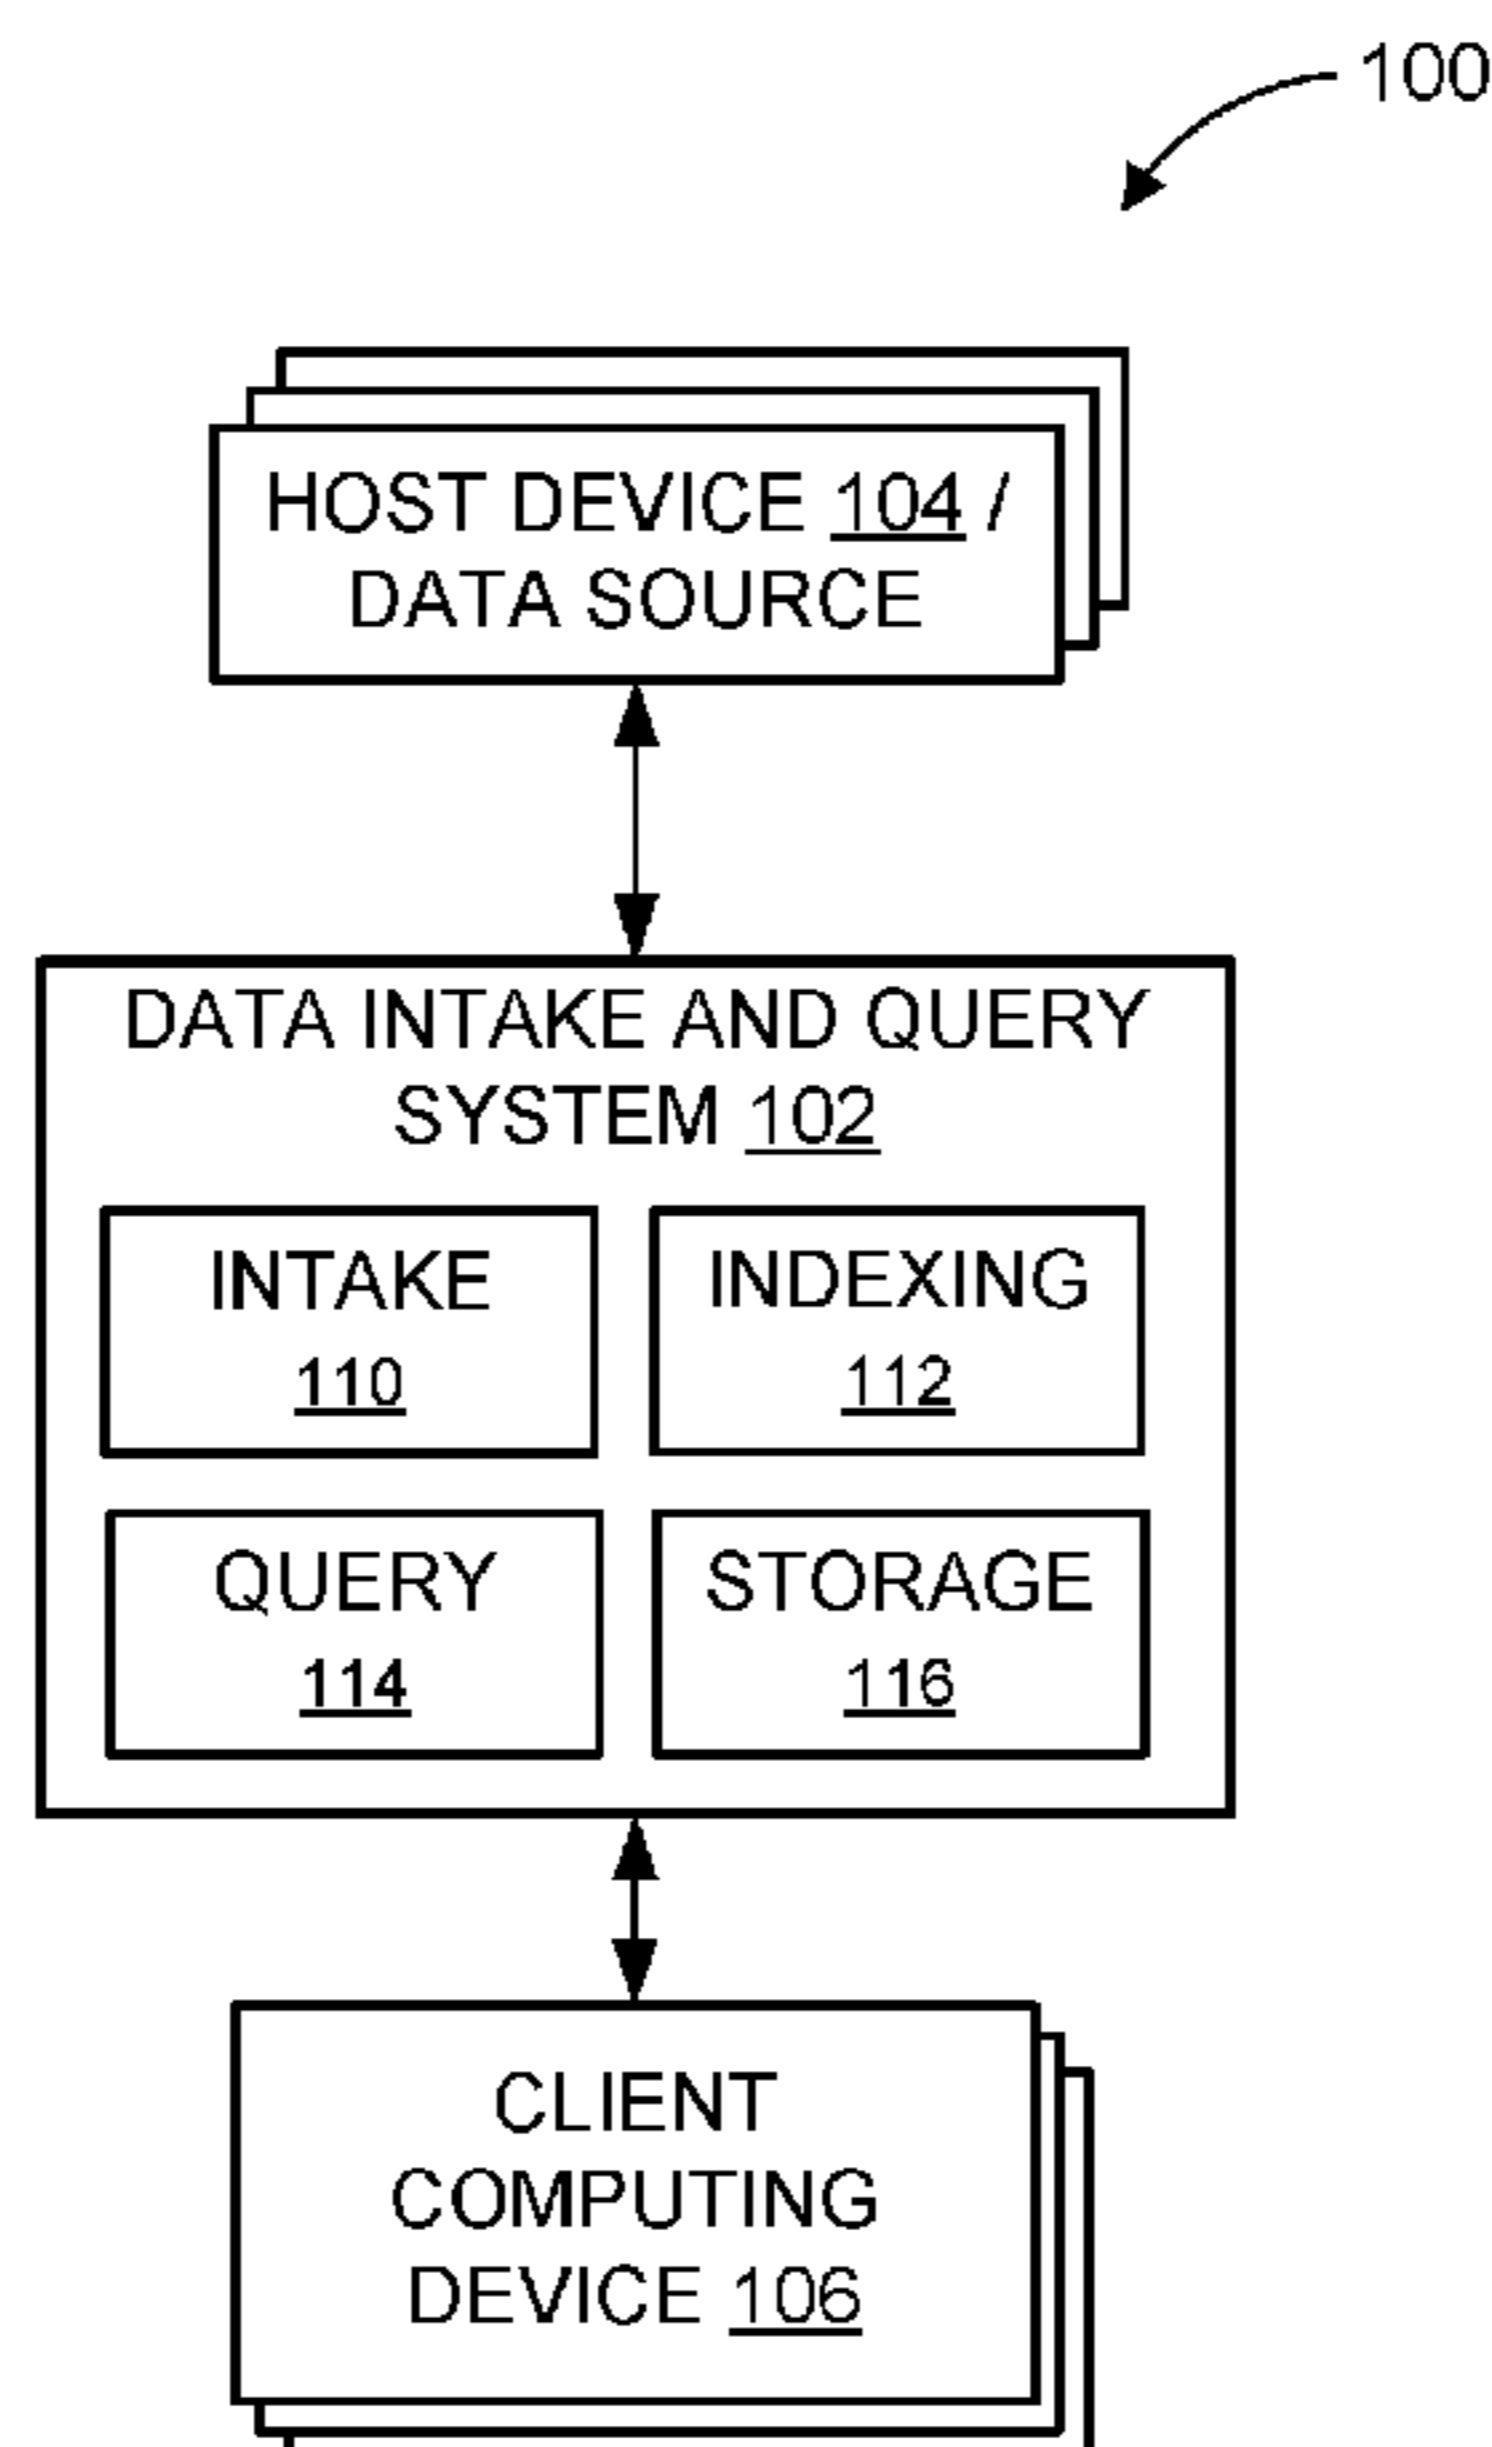 100
HOST DEVICE 104 /
DATA SOURCE
DATA INTAKE AND QUERY
SYSTEM 102
INTAKE
110
INDEXING
112
QUERY
114
STORAGE
116
CLIENT
COMPUTING
DEVICE 106